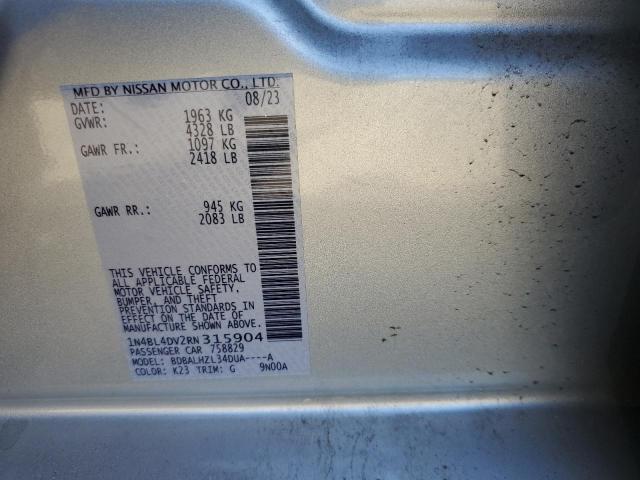 MFD BY NISSAN MOTOR CO., LTD.
DATE: 08/23
GVWR: 1963 KG
4328 LB
GAWR FR.: 1097 KG
2418 LB
GAWR RR.: 945 KG
2083 LB
THIS VEHICLE CONFORMS TO
ALL APPLICABLE FEDERAL
MOTOR VEHICLE SAFETY,
BUMPER, AND THEFT
PREVENTION STANDARDS IN
EFFECT ON THE DATE OF
MANUFACTURE SHOWN ABOVE.
1N4BL4DV2RN315904
PASSENGER CAR 758829
MODEL: BDBALHZL34DUA----A
COLOR: K23 TRIM: G 9N00A